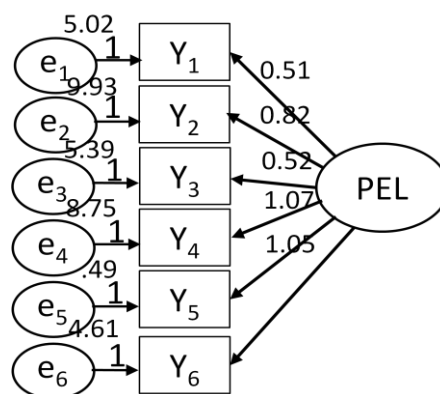 5.02
e1 1 Y1 0.51
9.93
e2 1 Y2 0.82
5.39
e3 1 Y3 0.52 PEL
8.75
e4 1 Y4 1.07
.49
e5 1 Y5 1.05
4.61
e6 1 Y6